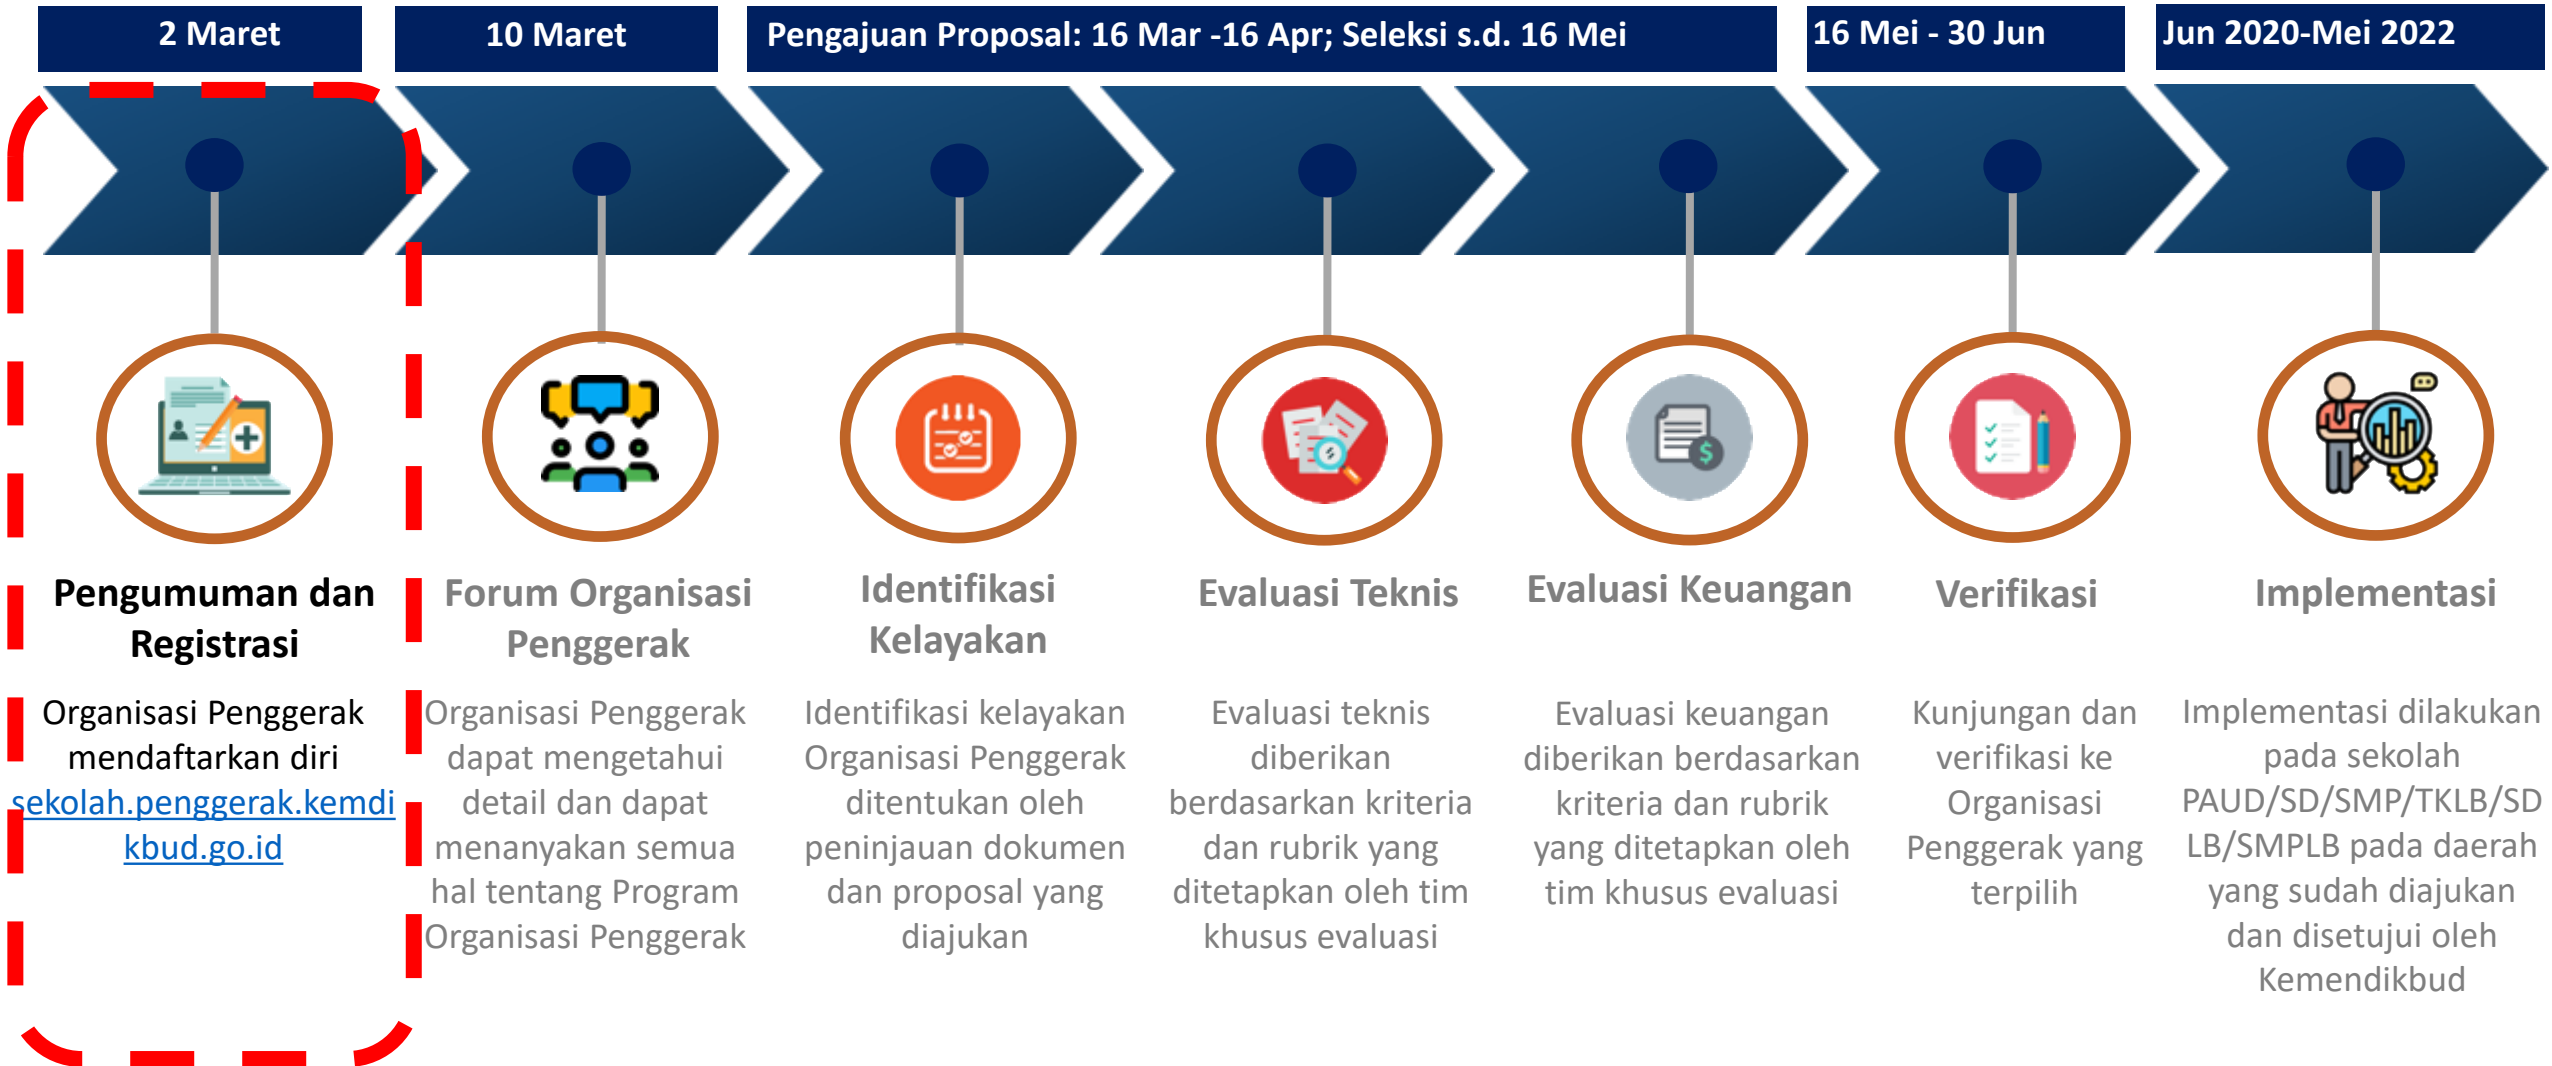 2 Maret
10 Maret
Pengajuan Proposal: 16 Mar -16 Apr; Seleksi s.d. 16 Mei
16 Mei - 30 Jun
Jun 2020-Mei 2022
Pengumuman dan
Registrasi
Organisasi Penggerak
mendaftarkan diri
sekolah.penggerak.kemdi
kbud.go.id
Forum Organisasi
Penggerak
Organisasi Penggerak
dapat mengetahui
detail dan dapat
menanyakan semua
hal tentang Program
Organisasi Penggerak
Identifikasi
Kelayakan
Identifikasi kelayakan
Organisasi Penggerak
ditentukan oleh
peninjauan dokumen
dan proposal yang
diajukan
Evaluasi Teknis
Evaluasi teknis
diberikan
berdasarkan kriteria
dan rubrik yang
ditetapkan oleh tim
khusus evaluasi
Evaluasi Keuangan
Evaluasi keuangan
diberikan berdasarkan
kriteria dan rubrik
yang ditetapkan oleh
tim khusus evaluasi
Verifikasi
Kunjungan dan
verifikasi ke
Organisasi
Penggerak yang
terpilih
Implementasi
Implementasi dilakukan
pada sekolah
PAUD/SD/SMP/TKLB/SD
LB/SMPLB pada daerah
yang sudah diajukan
dan disetujui oleh
Kemendikbud